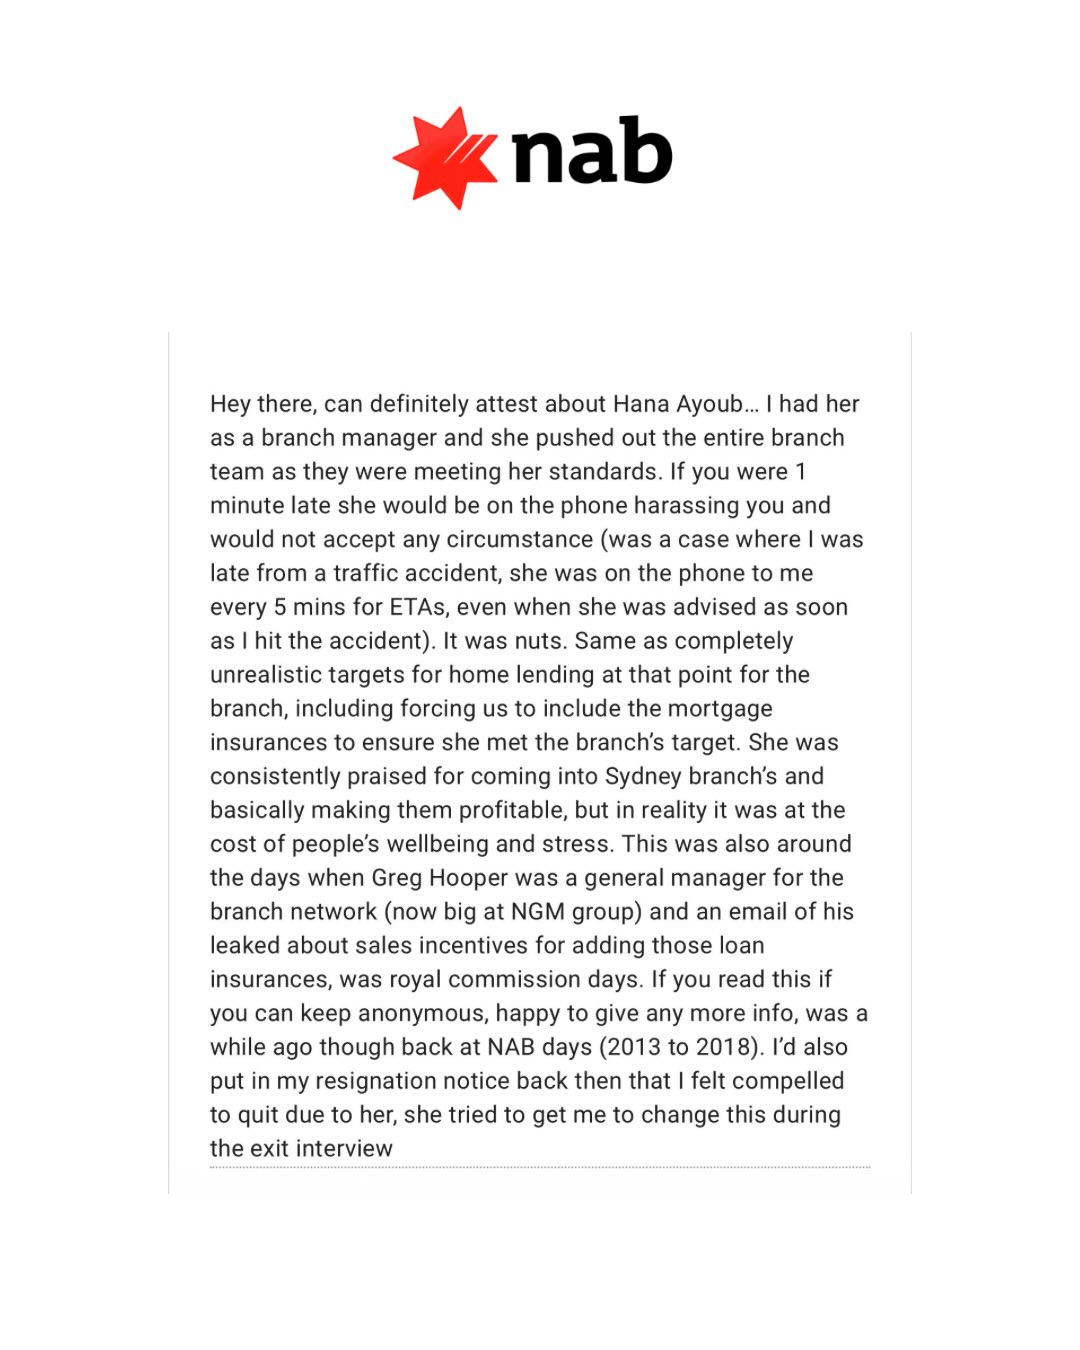 nab
Hey there, can definitely attest about Hana Ayoub… I had her
as a branch manager and she pushed out the entire branch
team as they were meeting her standards. If you were 1
minute late she would be on the phone harassing you and
would not accept any circumstance (was a case where I was
late from a traffic accident, she was on the phone to me
every 5 mins for ETAs, even when she was advised as soon
as I hit the accident). It was nuts. Same as completely
unrealistic targets for home lending at that point for the
branch, including forcing us to include the mortgage
insurances to ensure she met the branch’s target. She was
consistently praised for coming into Sydney branch’s and
basically making them profitable, but in reality it was at the
cost of people’s wellbeing and stress. This was also around
the days when Greg Hooper was a general manager for the
branch network (now big at NGM group) and an email of his
leaked about sales incentives for adding those loan
insurances, was royal commission days. If you read this if
you can keep anonymous, happy to give any more info, was a
while ago though back at NAB days (2013 to 2018). I’d also
put in my resignation notice back then that I felt compelled
to quit due to her, she tried to get me to change this during
the exit interview